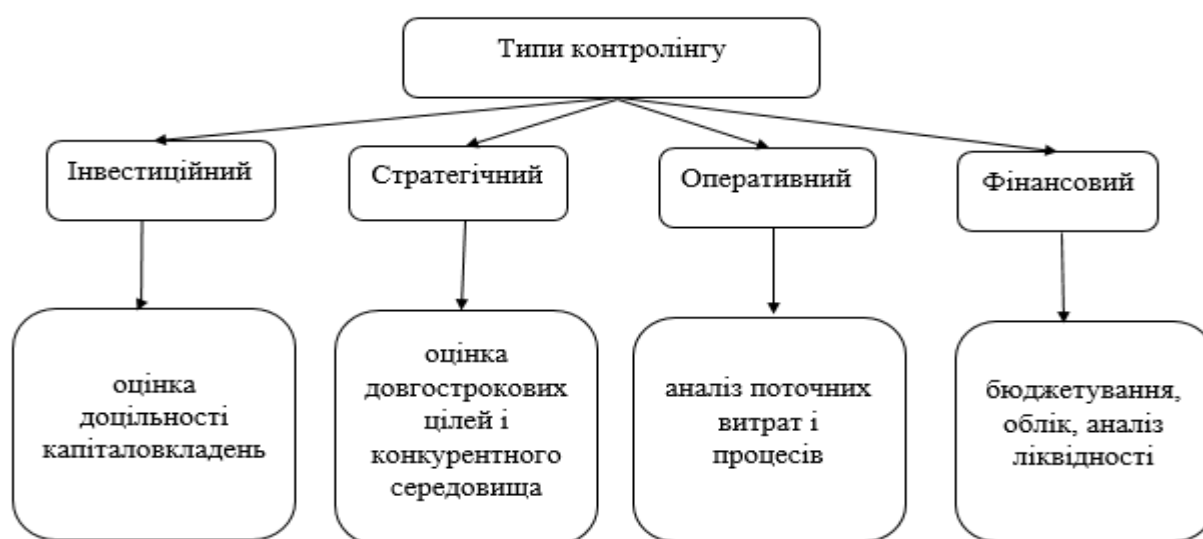 Типи контролінгу
Інвестиційний
Стратегічний
Оперативний
Фінансовий
оцінка
доцільності
капіталовкладень
оцінка
довгострокових
цілей і
конкурентного
середовища
аналіз поточних
витрат і
процесів
бюджетування,
облік, аналіз
ліквідності